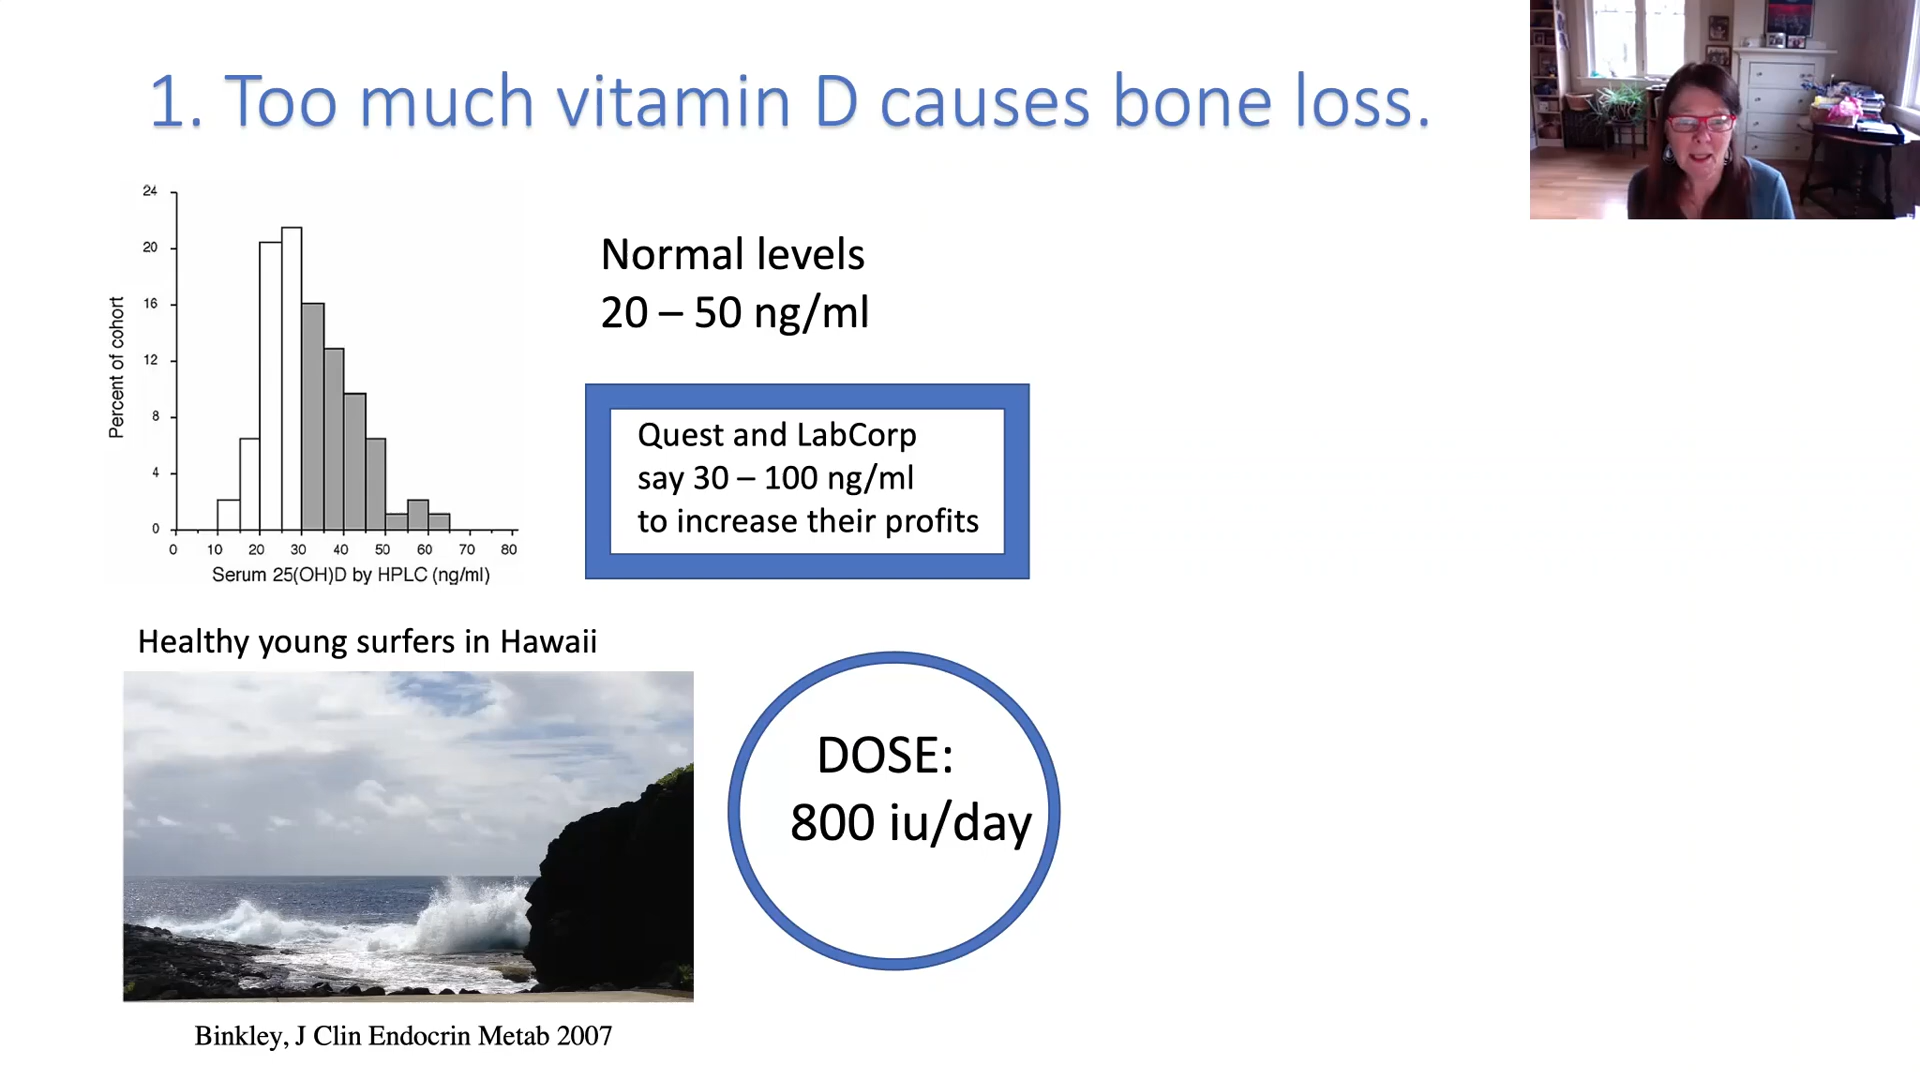 1. Too much vitamin D causes bone loss.
24
20
16
12
8
4
0
Percent of cohort
0 10 20 30 40 50 60 70 80
Serum 25(OH)D by HPLC (ng/ml)
Normal levels
20 – 50 ng/ml
Quest and LabCorp
say 30 – 100 ng/ml
to increase their profits
Healthy young surfers in Hawaii
DOSE:
800 iu/day
Binkley, J Clin Endocrin Metab 2007